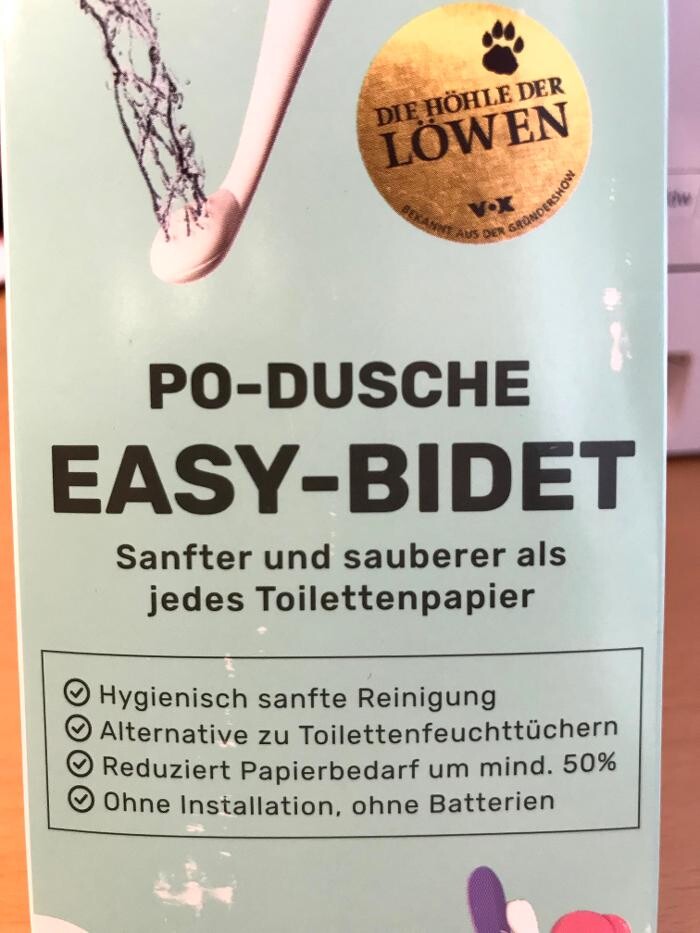 DIE HÖHLE DER
LÖWEN
VOX
BEKANNT AUS DER GRÜNDERSHOW
PO-DUSCHE
EASY-BIDET
Sanfter und sauberer als
jedes Toilettenpapier
Hygienisch sanfte Reinigung
Alternative zu Toilettenfeuchttüchern
Reduziert Papierbedarf um mind. 50%
Ohne Installation, ohne Batterien